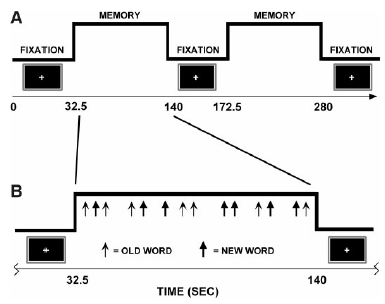 A
MEMORY MEMORY
FIXATION FIXATION FIXATION
0 32.5 140 172.5 280
B
= OLD WORD = NEW WORD
32.5 140
TIME (SEC)